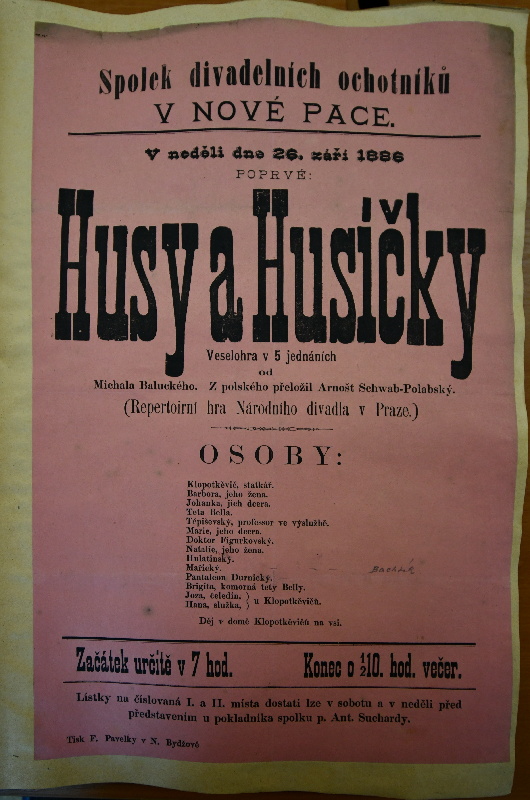 Spolek divadelních ochotníků
V NOVÉ PACE.
V neděli dne 26. září 1886
POPRVÉ:
Husy a Husičky
Veselohra v 5 jednáních
od
Michala Baluckého. Z polského přeložil Arnošt Schwab-Polabský.
(Repertoirní hra Národního divadla v Praze.)
OSOBY:
Klopotkěvič, statkář.
Barbora, jeho žena.
Johanka, jich dcera.
Teta Bella.
Tépišovský, professor ve výslužbě.
Marie, jeho dcera.
Doktor Figurkovský.
Natalie, jeho žena.
Hulatinský.
Mařický.
Pantaleon Durnický.
Brigita, komorná tety Belly.
Joza, čeledín, ) u Klopotkěvičů.
Hana, služka, )
Děj v domě Klopotkěvičů na vsi.
Začátek určitě v 7 hod. Konec o ½10. hod. večer.
Lístky na číslovaná I. a II. místa dostati lze v sobotu a v neděli před
představením u pokladníka spolku p. Ant. Suchardy.
Tisk F. Pavelky v N. Bydžově